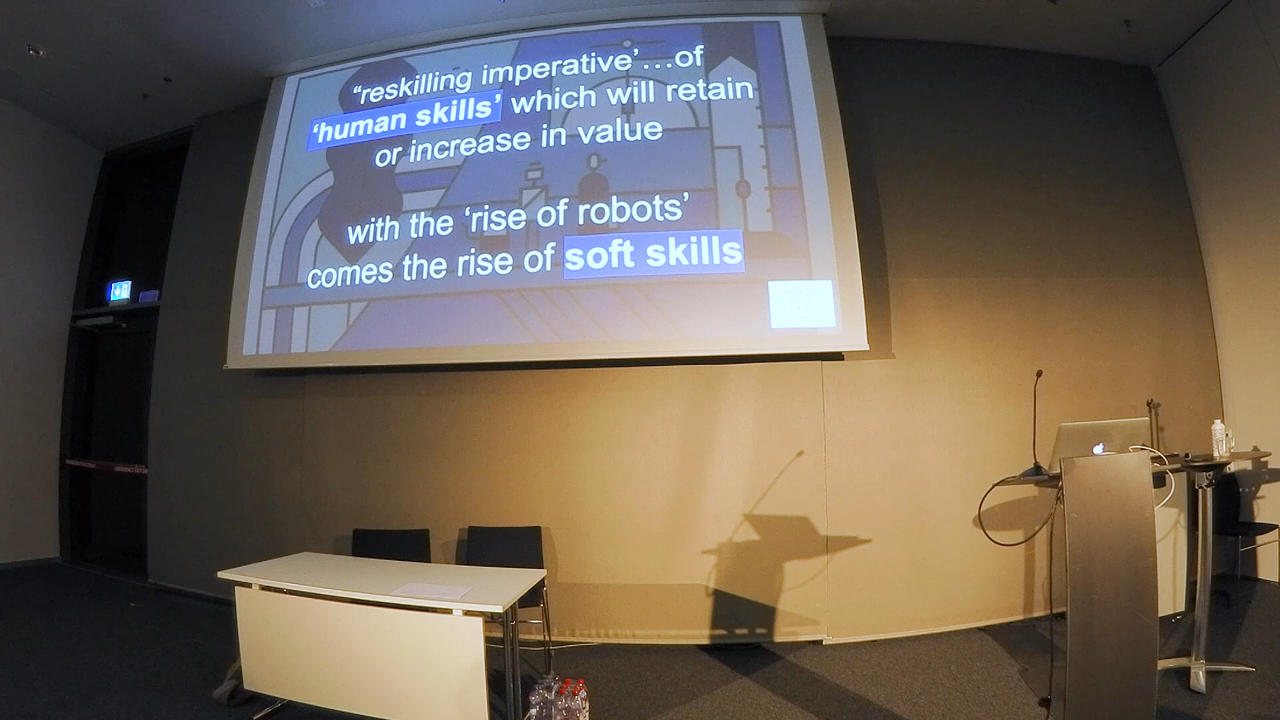 “reskilling imperative’...of
‘human skills’ which will retain
or increase in value
with the ‘rise of robots’
comes the rise of soft skills